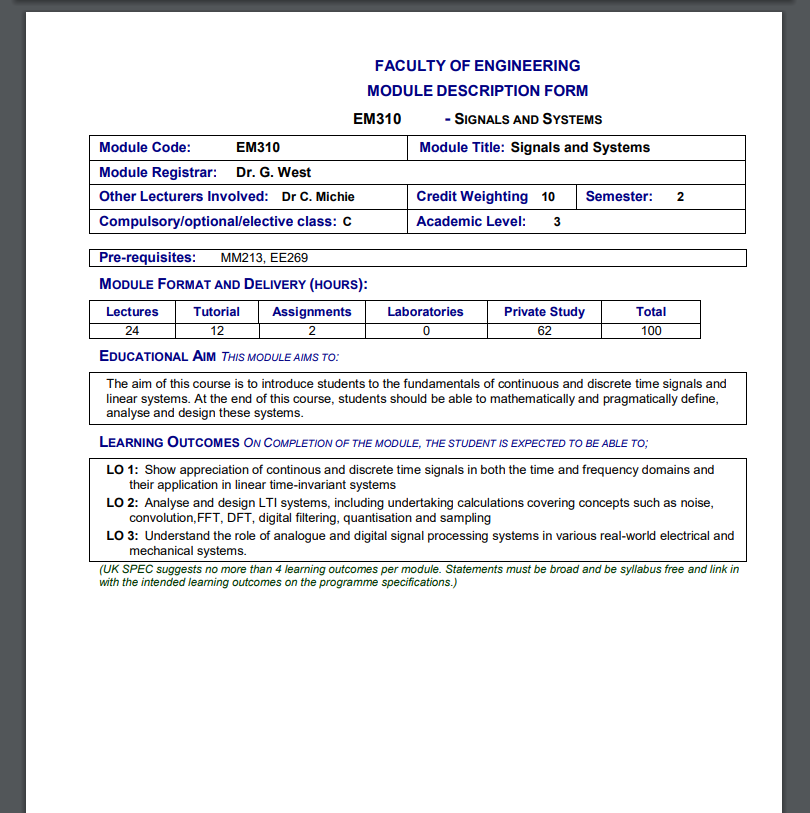 FACULTY OF ENGINEERING
MODULE DESCRIPTION FORM
EM310 - SIGNALS AND SYSTEMS
Module Code: EM310 Module Title: Signals and Systems
Module Registrar: Dr. G. West
Other Lecturers Involved: Dr C. Michie Credit Weighting 10 Semester: 2
Compulsory/optional/elective class: C Academic Level: 3
Pre-requisites: MM213, EE269
MODULE FORMAT AND DELIVERY (HOURS):
Lectures Tutorial Assignments Laboratories Private Study Total
24 12 2 0 62 100
EDUCATIONAL AIM THIS MODULE AIMS TO:
The aim of this course is to introduce students to the fundamentals of continuous and discrete time signals and
linear systems. At the end of this course, students should be able to mathematically and pragmatically define,
analyse and design these systems.
LEARNING OUTCOMES ON COMPLETION OF THE MODULE, THE STUDENT IS EXPECTED TO BE ABLE TO;
LO 1: Show appreciation of continous and discrete time signals in both the time and frequency domains and
their application in linear time-invariant systems
LO 2: Analyse and design LTI systems, including undertaking calculations covering concepts such as noise,
convolution,FFT, DFT, digital filtering, quantisation and sampling
LO 3: Understand the role of analogue and digital signal processing systems in various real-world electrical and
mechanical systems.
(UK SPEC suggests no more than 4 learning outcomes per module. Statements must be broad and be syllabus free and link in
with the intended learning outcomes on the programme specifications.)